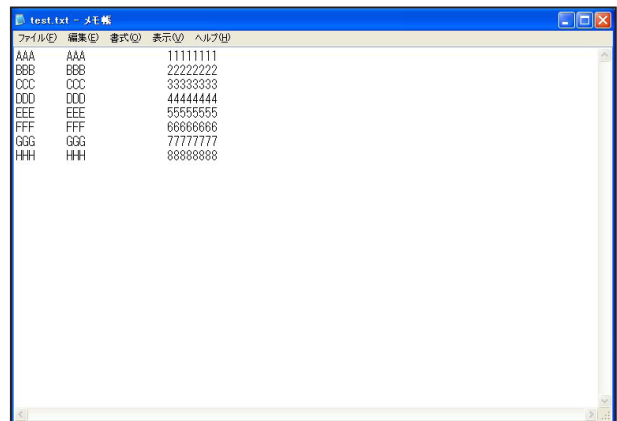 test.txt - メモ帳
ファイル(F) 編集(E) 書式(O) 表示(V) ヘルプ(H)
AAA AAA 11111111
BBB BBB 22222222
CCC CCC 33333333
DDD DDD 44444444
EEE EEE 55555555
FFF FFF 66666666
GGG GGG 77777777
HHH HHH 88888888